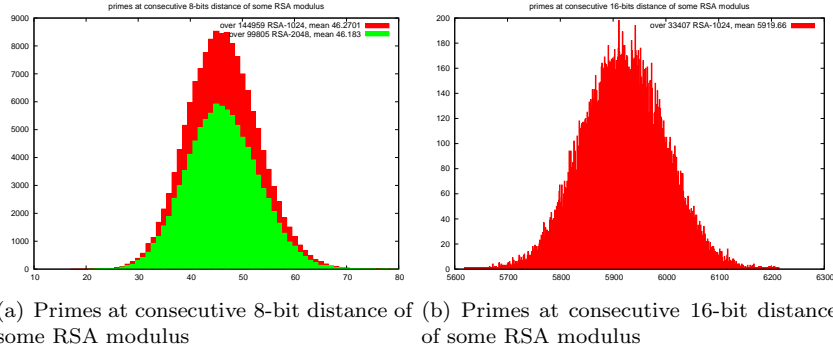 primes at consecutive 8-bits distance of some RSA modulus
over 144959 RSA-1024, mean 46.2701
over 99805 RSA-2048, mean 46.183
9000
8000
7000
6000
5000
4000
3000
2000
1000
0
10 20 30 40 50 60 70 80
primes at consecutive 16-bits distance of some RSA modulus
over 33407 RSA-1024, mean 5919.66
200
180
160
140
120
100
80
60
40
20
0
5600 5700 5800 5900 6000 6100 6200 6300
(a) Primes at consecutive 8-bit distance of
some RSA modulus
(b) Primes at consecutive 16-bit distance
of some RSA modulus